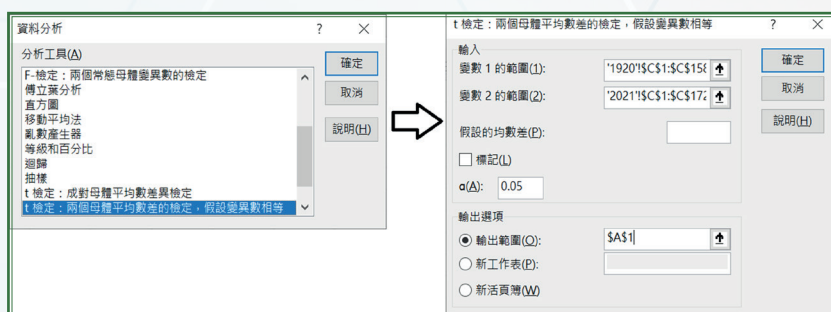 資料分析
? ×
分析工具(A)
F-檢定：兩個常態母體變異數的檢定
傅立葉分析
直方圖
移動平均法
亂數產生器
等級和百分比
迴歸
抽樣
t 檢定：成對母體平均數差異檢定
t 檢定：兩個母體平均數差的檢定，假設變異數相等
確定
取消
說明(H)
t 檢定：兩個母體平均數差的檢定，假設變異數相等
? ×
輸入
變數 1 的範圍(1):
'1920'!$C$1:$C$158
變數 2 的範圍(2):
'2021'!$C$1:$C$172
假設的均數差(P):
標記(L)
α(A):
0.05
輸出選項
輸出範圍(O):
$A$1
新工作表(P):
新活頁簿(W)
確定
取消
說明(H)